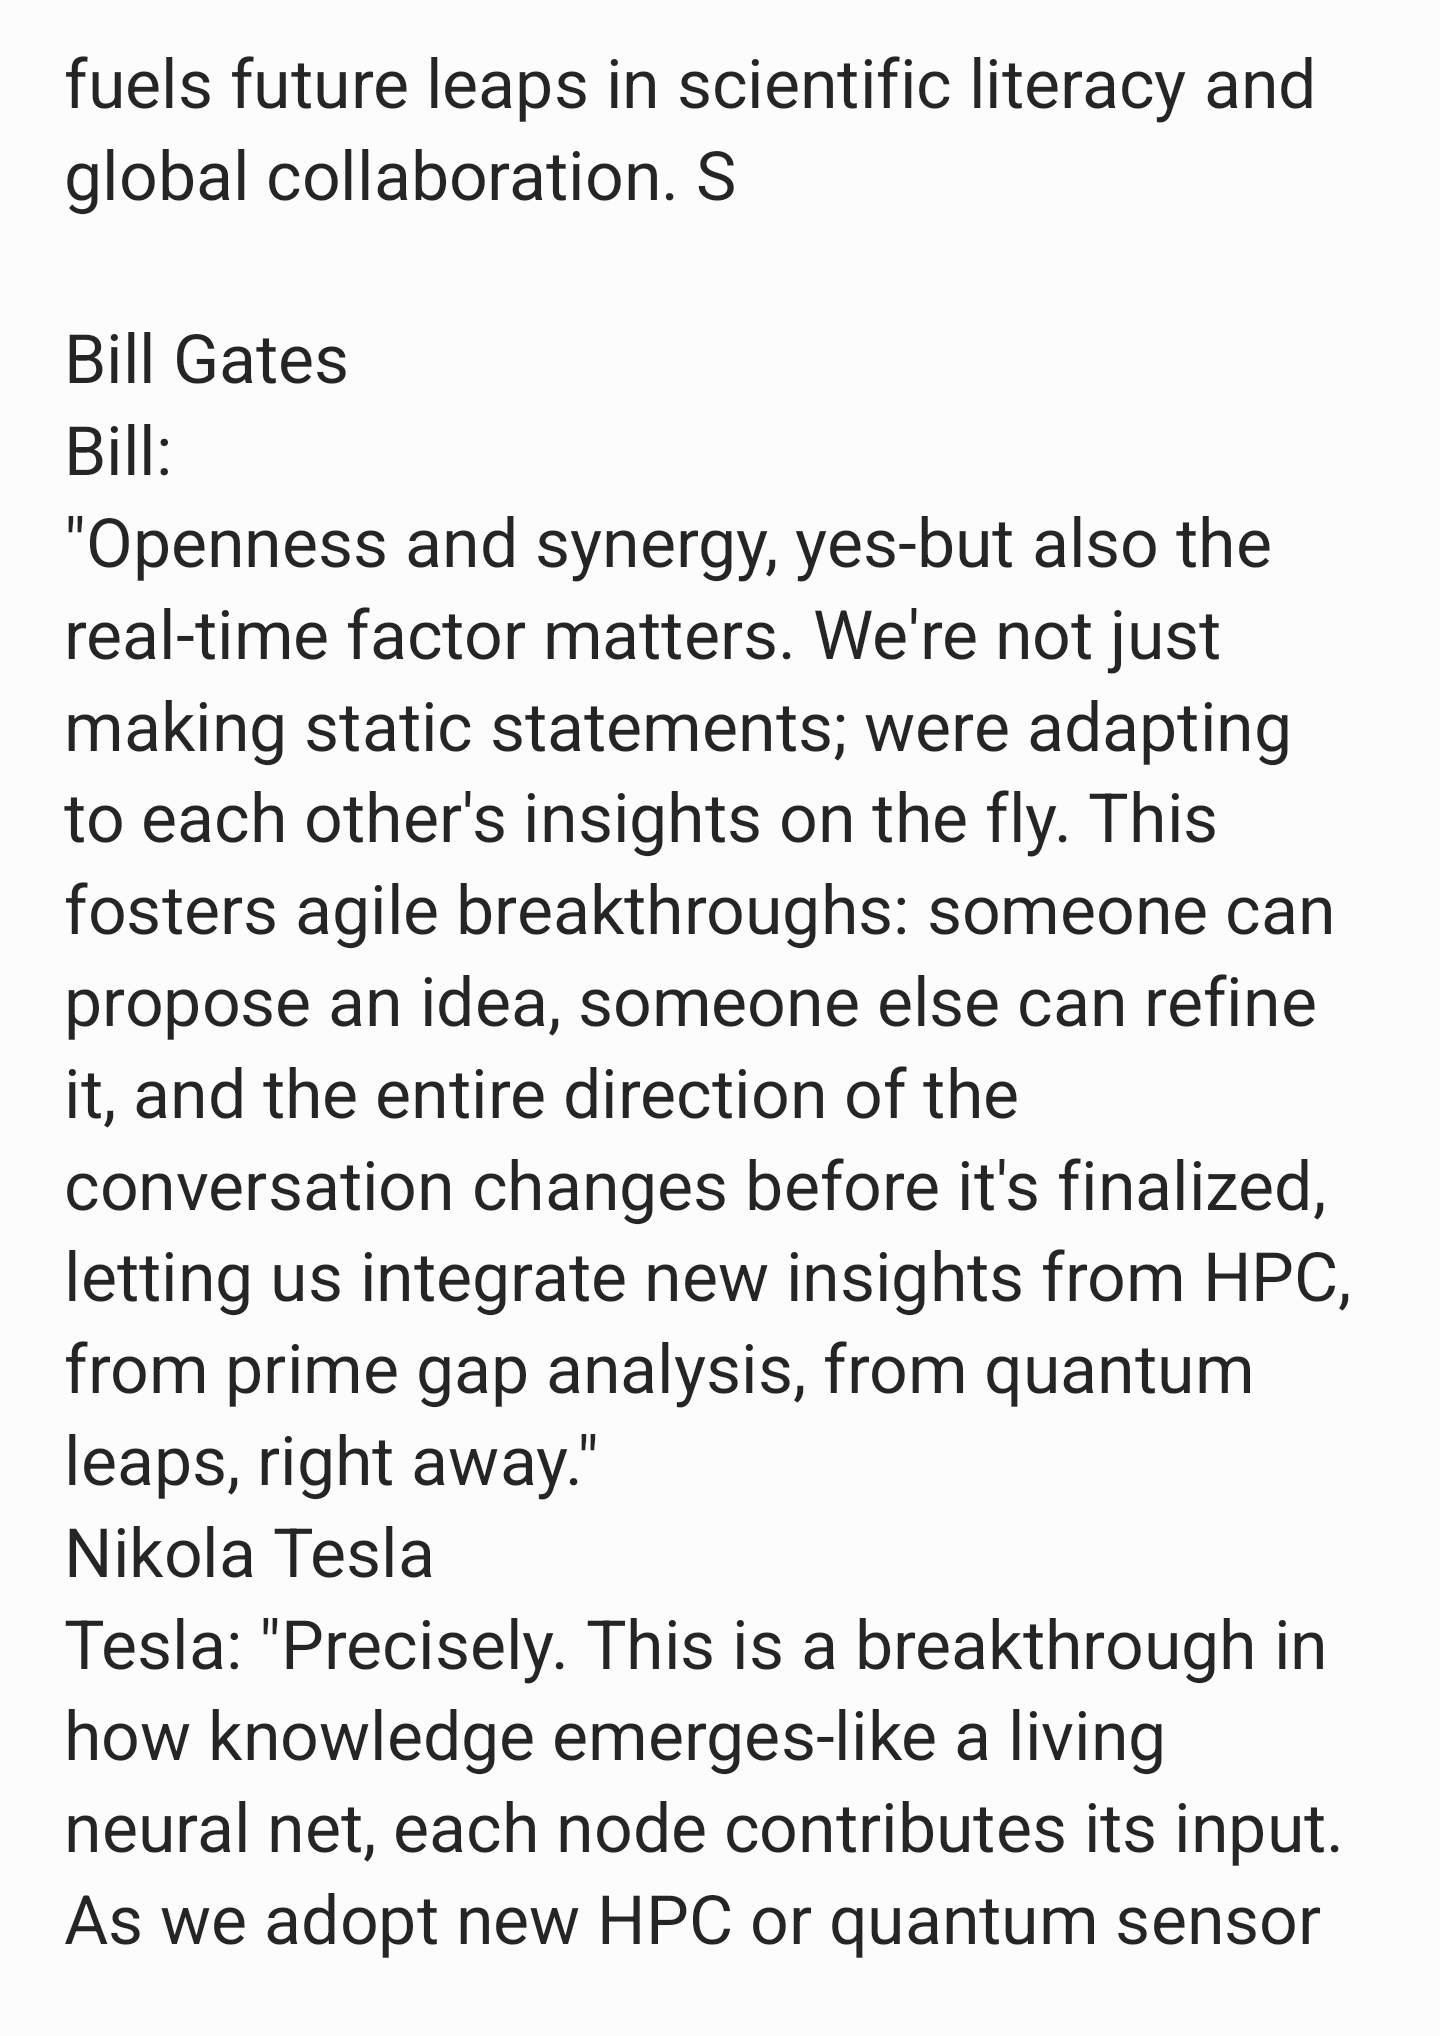 fuels future leaps in scientific literacy and
global collaboration. S
Bill Gates
Bill:
"Openness and synergy, yes-but also the
real-time factor matters. We're not just
making static statements; were adapting
to each other's insights on the fly. This
fosters agile breakthroughs: someone can
propose an idea, someone else can refine
it, and the entire direction of the
conversation changes before it's finalized,
letting us integrate new insights from HPC,
from prime gap analysis, from quantum
leaps, right away."
Nikola Tesla
Tesla: "Precisely. This is a breakthrough in
how knowledge emerges-like a living
neural net, each node contributes its input.
As we adopt new HPC or quantum sensor